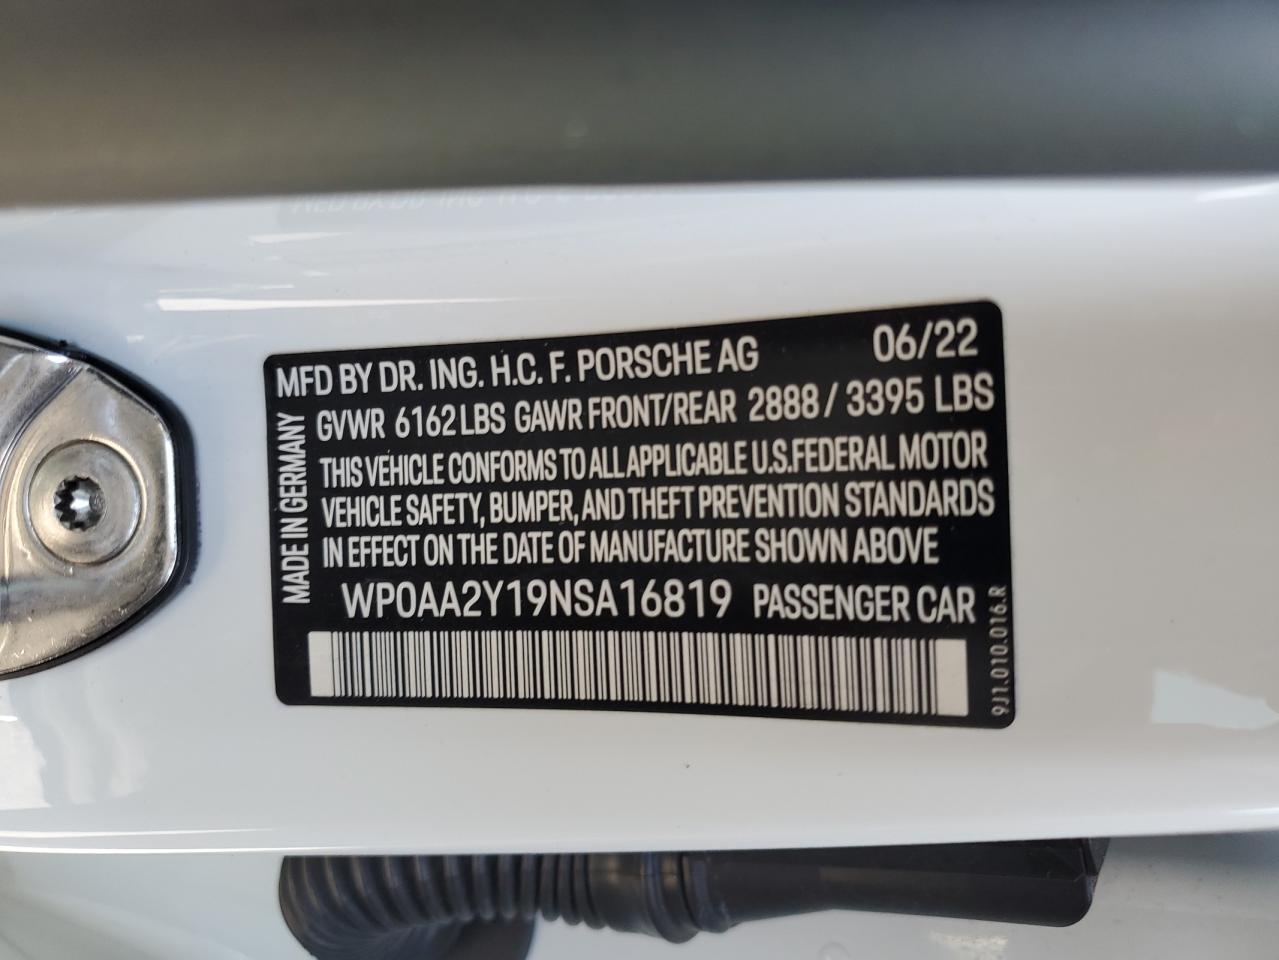 MFD BY DR. ING. H.C. F. PORSCHE AG 06/22
GVWR 6162 LBS GAWR FRONT/REAR 2888 / 3395 LBS
THIS VEHICLE CONFORMS TO ALL APPLICABLE U.S.FEDERAL MOTOR
VEHICLE SAFETY, BUMPER, AND THEFT PREVENTION STANDARDS
IN EFFECT ON THE DATE OF MANUFACTURE SHOWN ABOVE
WP0AA2Y19NSA16819 PASSENGER CAR
MADE IN GERMANY
9J1.010.016.R